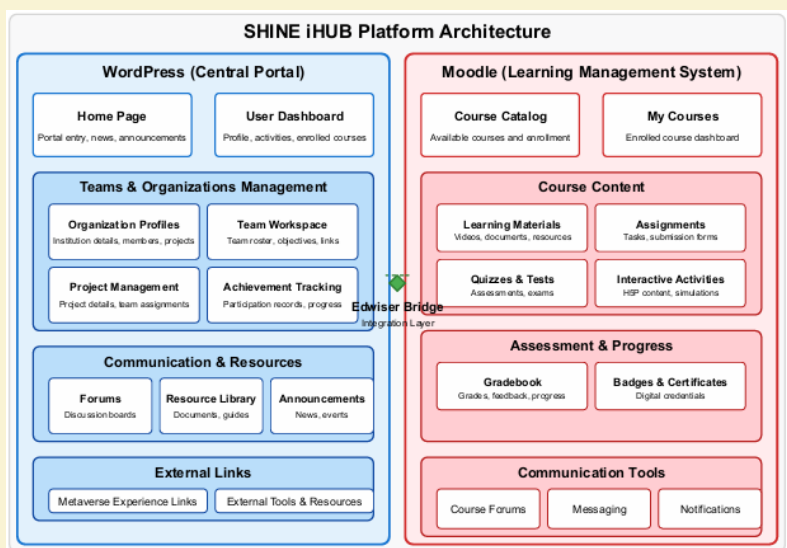 SHINE iHUB Platform Architecture
WordPress (Central Portal)
Home Page
Portal entry, news, announcements
User Dashboard
Profile, activities, enrolled courses
Teams & Organizations Management
Organization Profiles
Institution details, members, projects
Team Workspace
Team roster, objectives, links
Project Management
Project details, team assignments
Achievement Tracking
Participation records, progress
Communication & Resources
Forums
Discussion boards
Resource Library
Documents, guides
Announcements
News, events
External Links
Metaverse Experience Links
External Tools & Resources
Edwiser Bridge
Integration Layer
Moodle (Learning Management System)
Course Catalog
Available courses and enrollment
My Courses
Enrolled course dashboard
Course Content
Learning Materials
Videos, documents, resources
Assignments
Tasks, submission forms
Quizzes & Tests
Assessments, exams
Interactive Activities
H5P content, simulations
Assessment & Progress
Gradebook
Grades, feedback, progress
Badges & Certificates
Digital credentials
Communication Tools
Course Forums
Messaging
Notifications